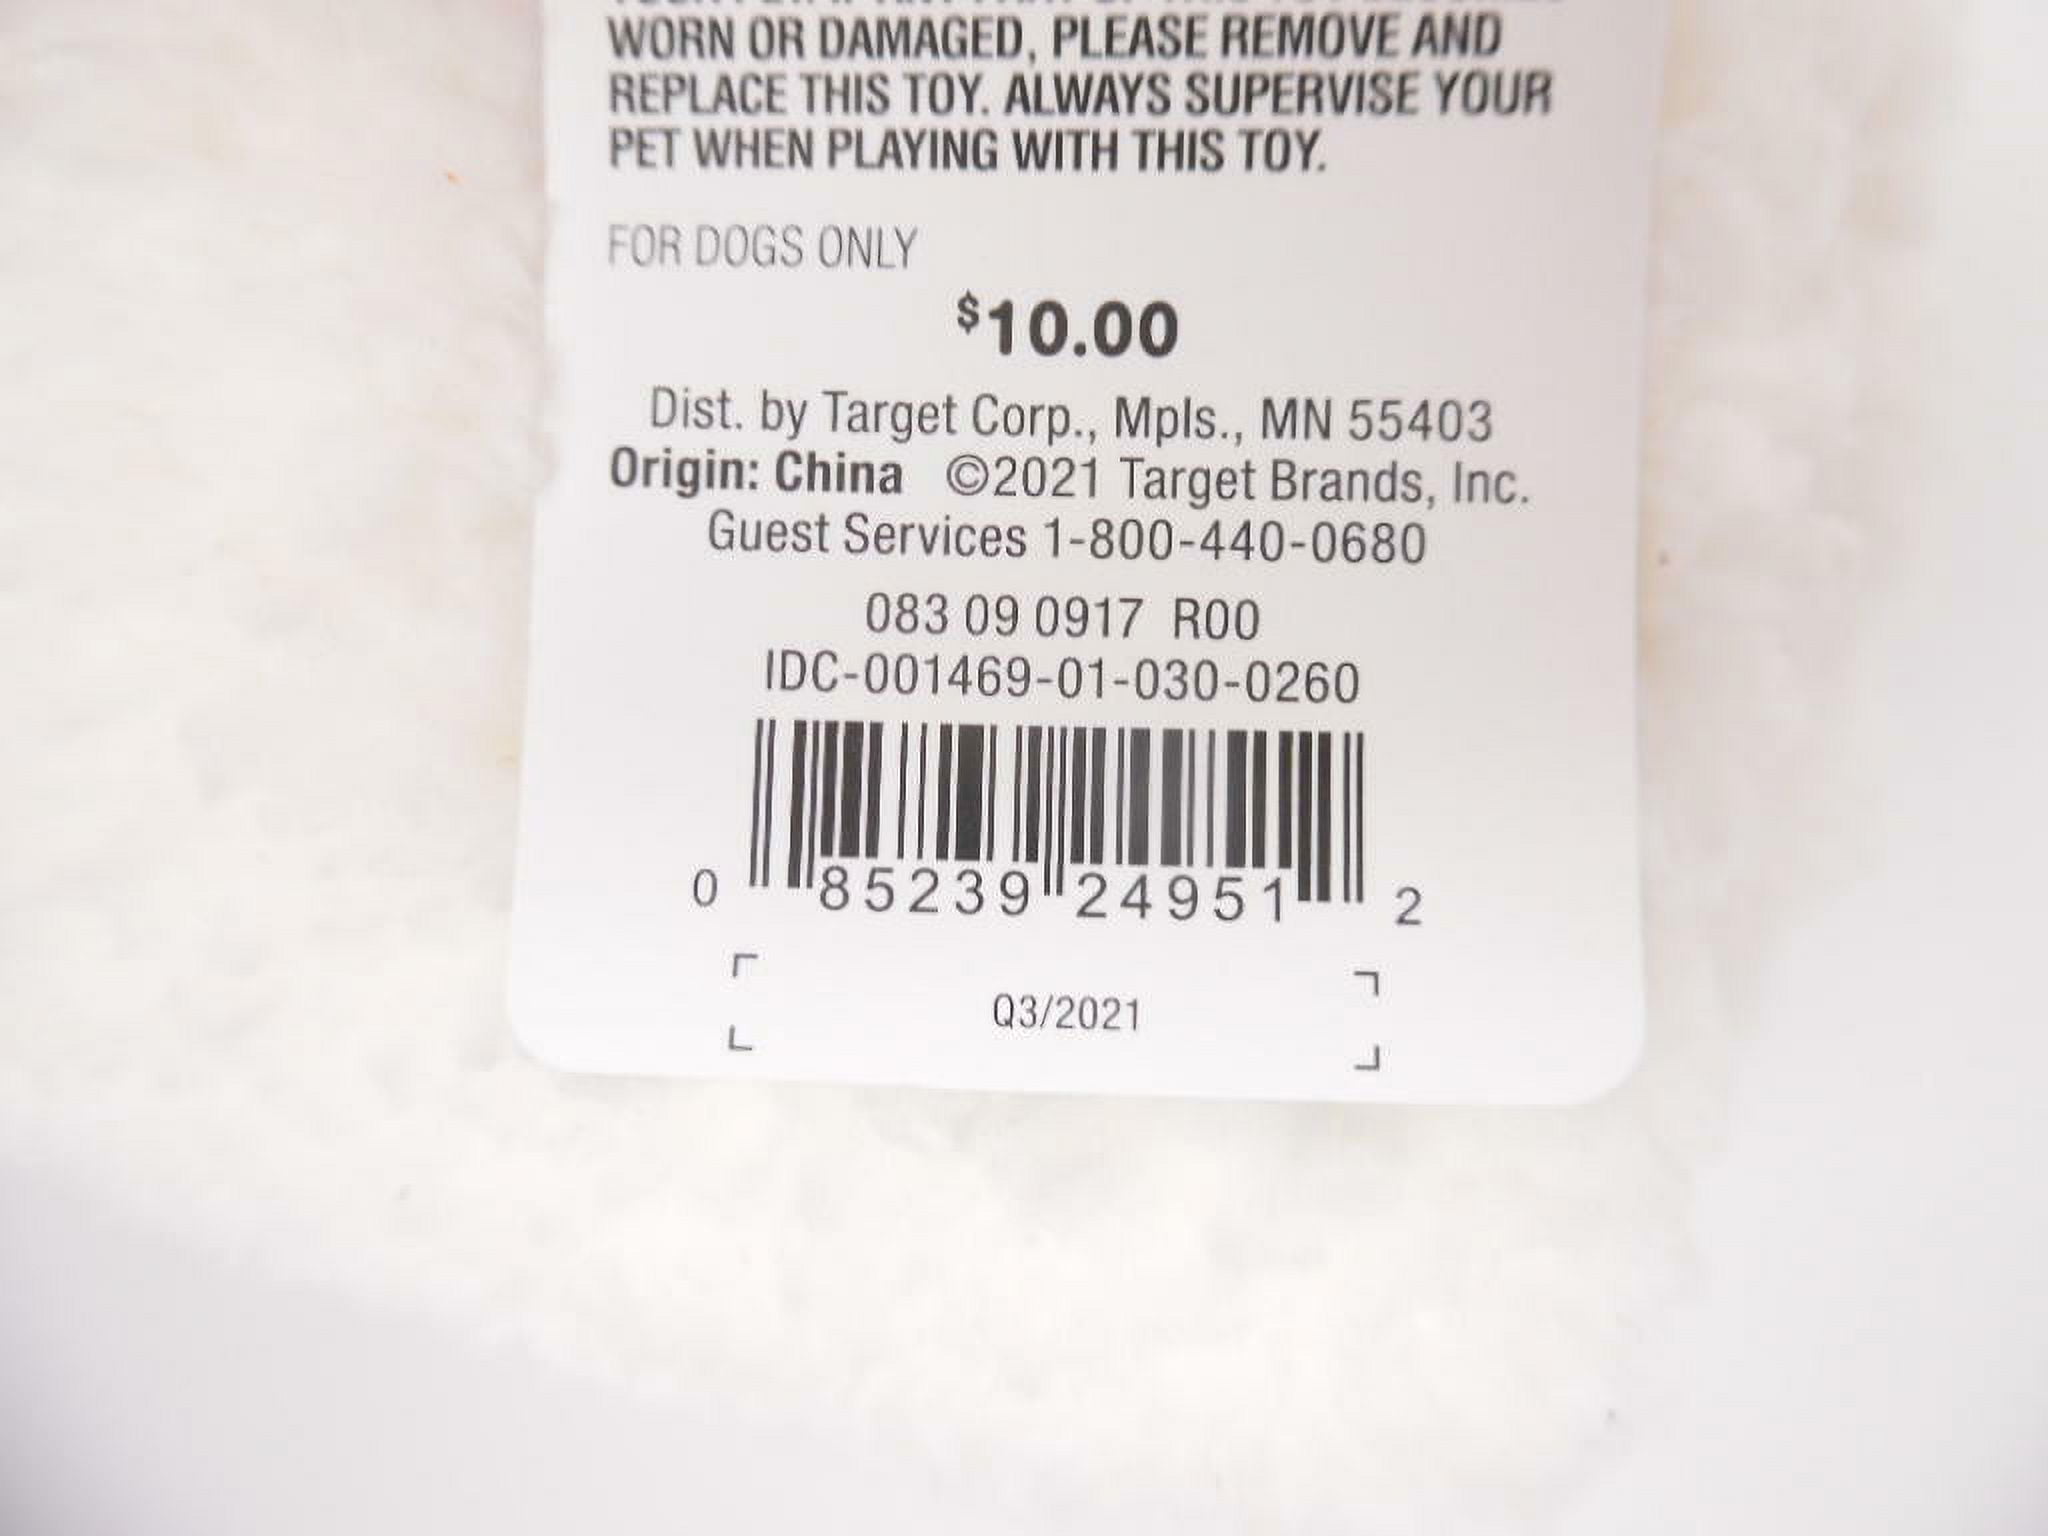 WORN OR DAMAGED, PLEASE REMOVE AND
REPLACE THIS TOY. ALWAYS SUPERVISE YOUR
PET WHEN PLAYING WITH THIS TOY.
FOR DOGS ONLY
$10.00
Dist. by Target Corp., Mpls., MN 55403
Origin: China ©2021 Target Brands, Inc.
Guest Services 1-800-440-0680
083 09 0917 R00
IDC-001469-01-030-0260
0 85239 24951 2
Q3/2021